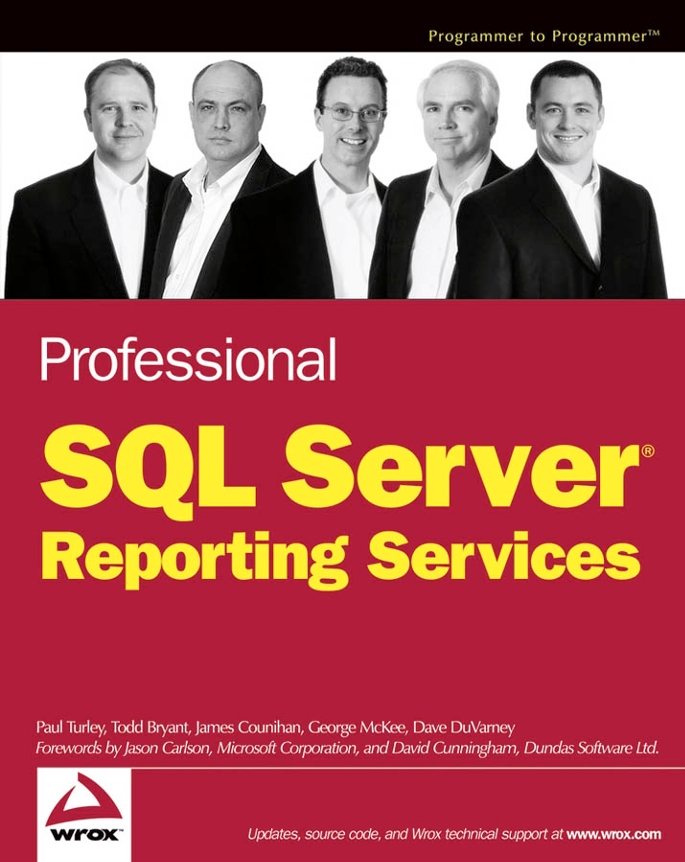 Programmer to Programmer™
Professional
SQL Server®
Reporting Services
Paul Turley, Todd Bryant, James Counihan, George McKee, Dave DuVarney
Forewords by Jason Carlson, Microsoft Corporation, and David Cunningham, Dundas Software Ltd.
wrox™
Updates, source code, and Wrox technical support at www.wrox.com